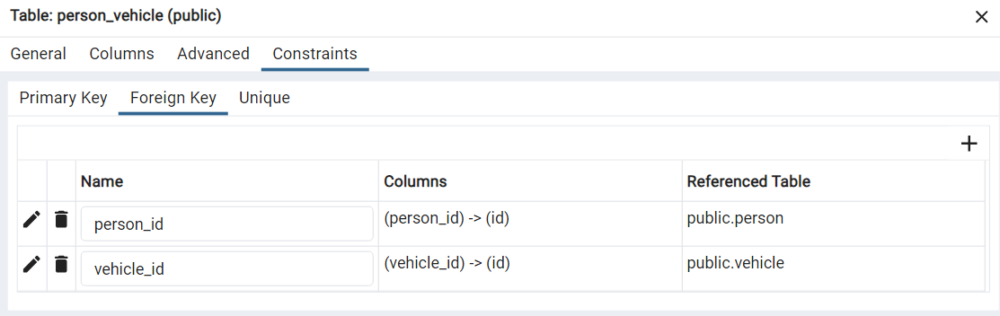 Table: person_vehicle (public)
General Columns Advanced Constraints
Primary Key Foreign Key Unique
Name Columns Referenced Table
person_id (person_id) -> (id) public.person
vehicle_id (vehicle_id) -> (id) public.vehicle